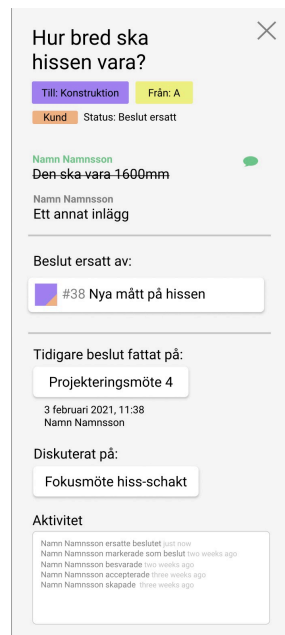 Hur bred ska
hissen vara?
Till: Konstruktion
Från: A
Kund
Status: Beslut ersatt
Namn Namnsson
Den ska vara 1600mm
Namn Namnsson
Ett annat inlägg
Beslut ersatt av:
#38 Nya mått på hissen
Tidigare beslut fattat på:
Projekteringsmöte 4
3 februari 2021, 11:38
Namn Namnsson
Diskuterat på:
Fokusmöte hiss-schakt
Aktivitet
Namn Namnsson ersatte beslutet just now
Namn Namnsson markerade som beslut two weeks ago
Namn Namnsson besvarade two weeks ago
Namn Namnsson accepterade three weeks ago
Namn Namnsson skapade three weeks ago